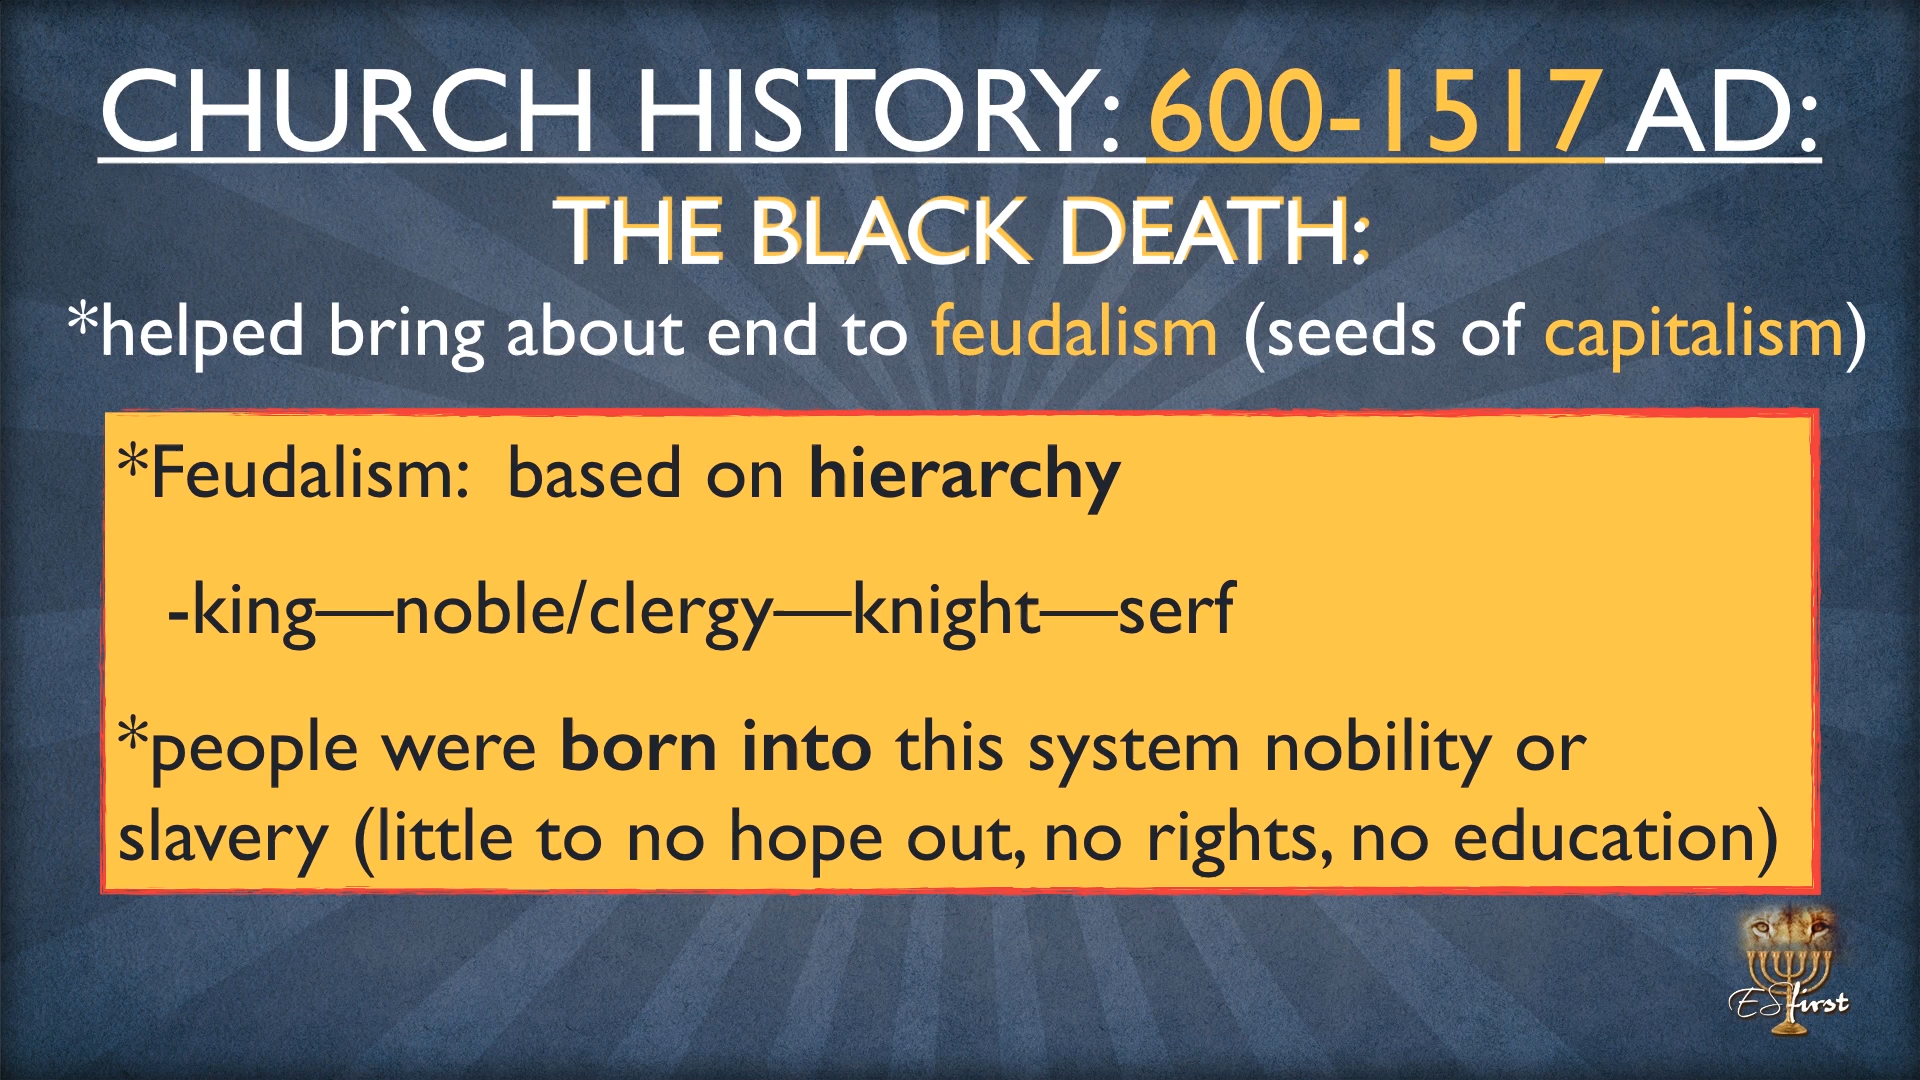 CHURCH HISTORY: 600-1517 AD:
THE BLACK DEATH:
*helped bring about end to feudalism (seeds of capitalism)
*Feudalism:  based on hierarchy
-king—noble/clergy—knight—serf
*people were born into this system nobility or
slavery (little to no hope out, no rights, no education)
ESfirst